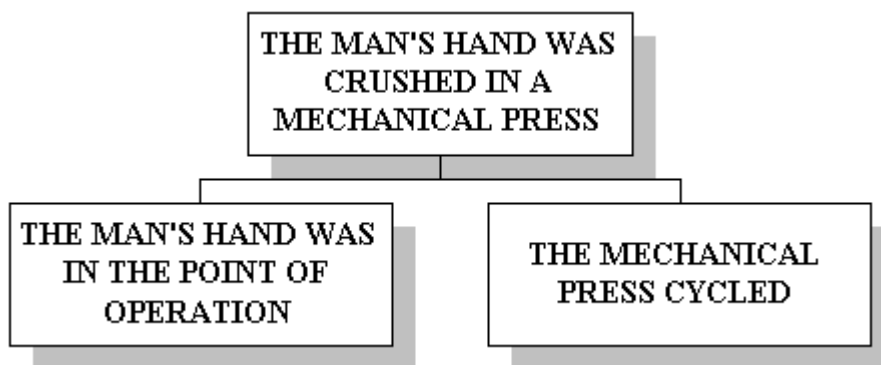 THE MAN'S HAND WAS
CRUSHED IN A
MECHANICAL PRESS
THE MAN'S HAND WAS
IN THE POINT OF
OPERATION
THE MECHANICAL
PRESS CYCLED